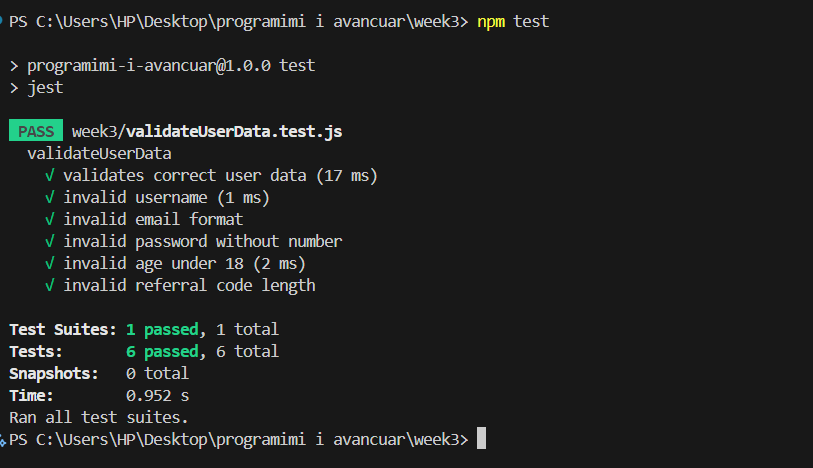 PS C:\Users\HP\Desktop\programimi i avancuar\week3> npm test
> programimi-i-avancuar@1.0.0 test
> jest
PASS week3/validateUserData.test.js
validateUserData
√ validates correct user data (17 ms)
√ invalid username (1 ms)
√ invalid email format
√ invalid password without number
√ invalid age under 18 (2 ms)
√ invalid referral code length
Test Suites: 1 passed, 1 total
Tests: 6 passed, 6 total
Snapshots: 0 total
Time: 0.952 s
Ran all test suites.
PS C:\Users\HP\Desktop\programimi i avancuar\week3>